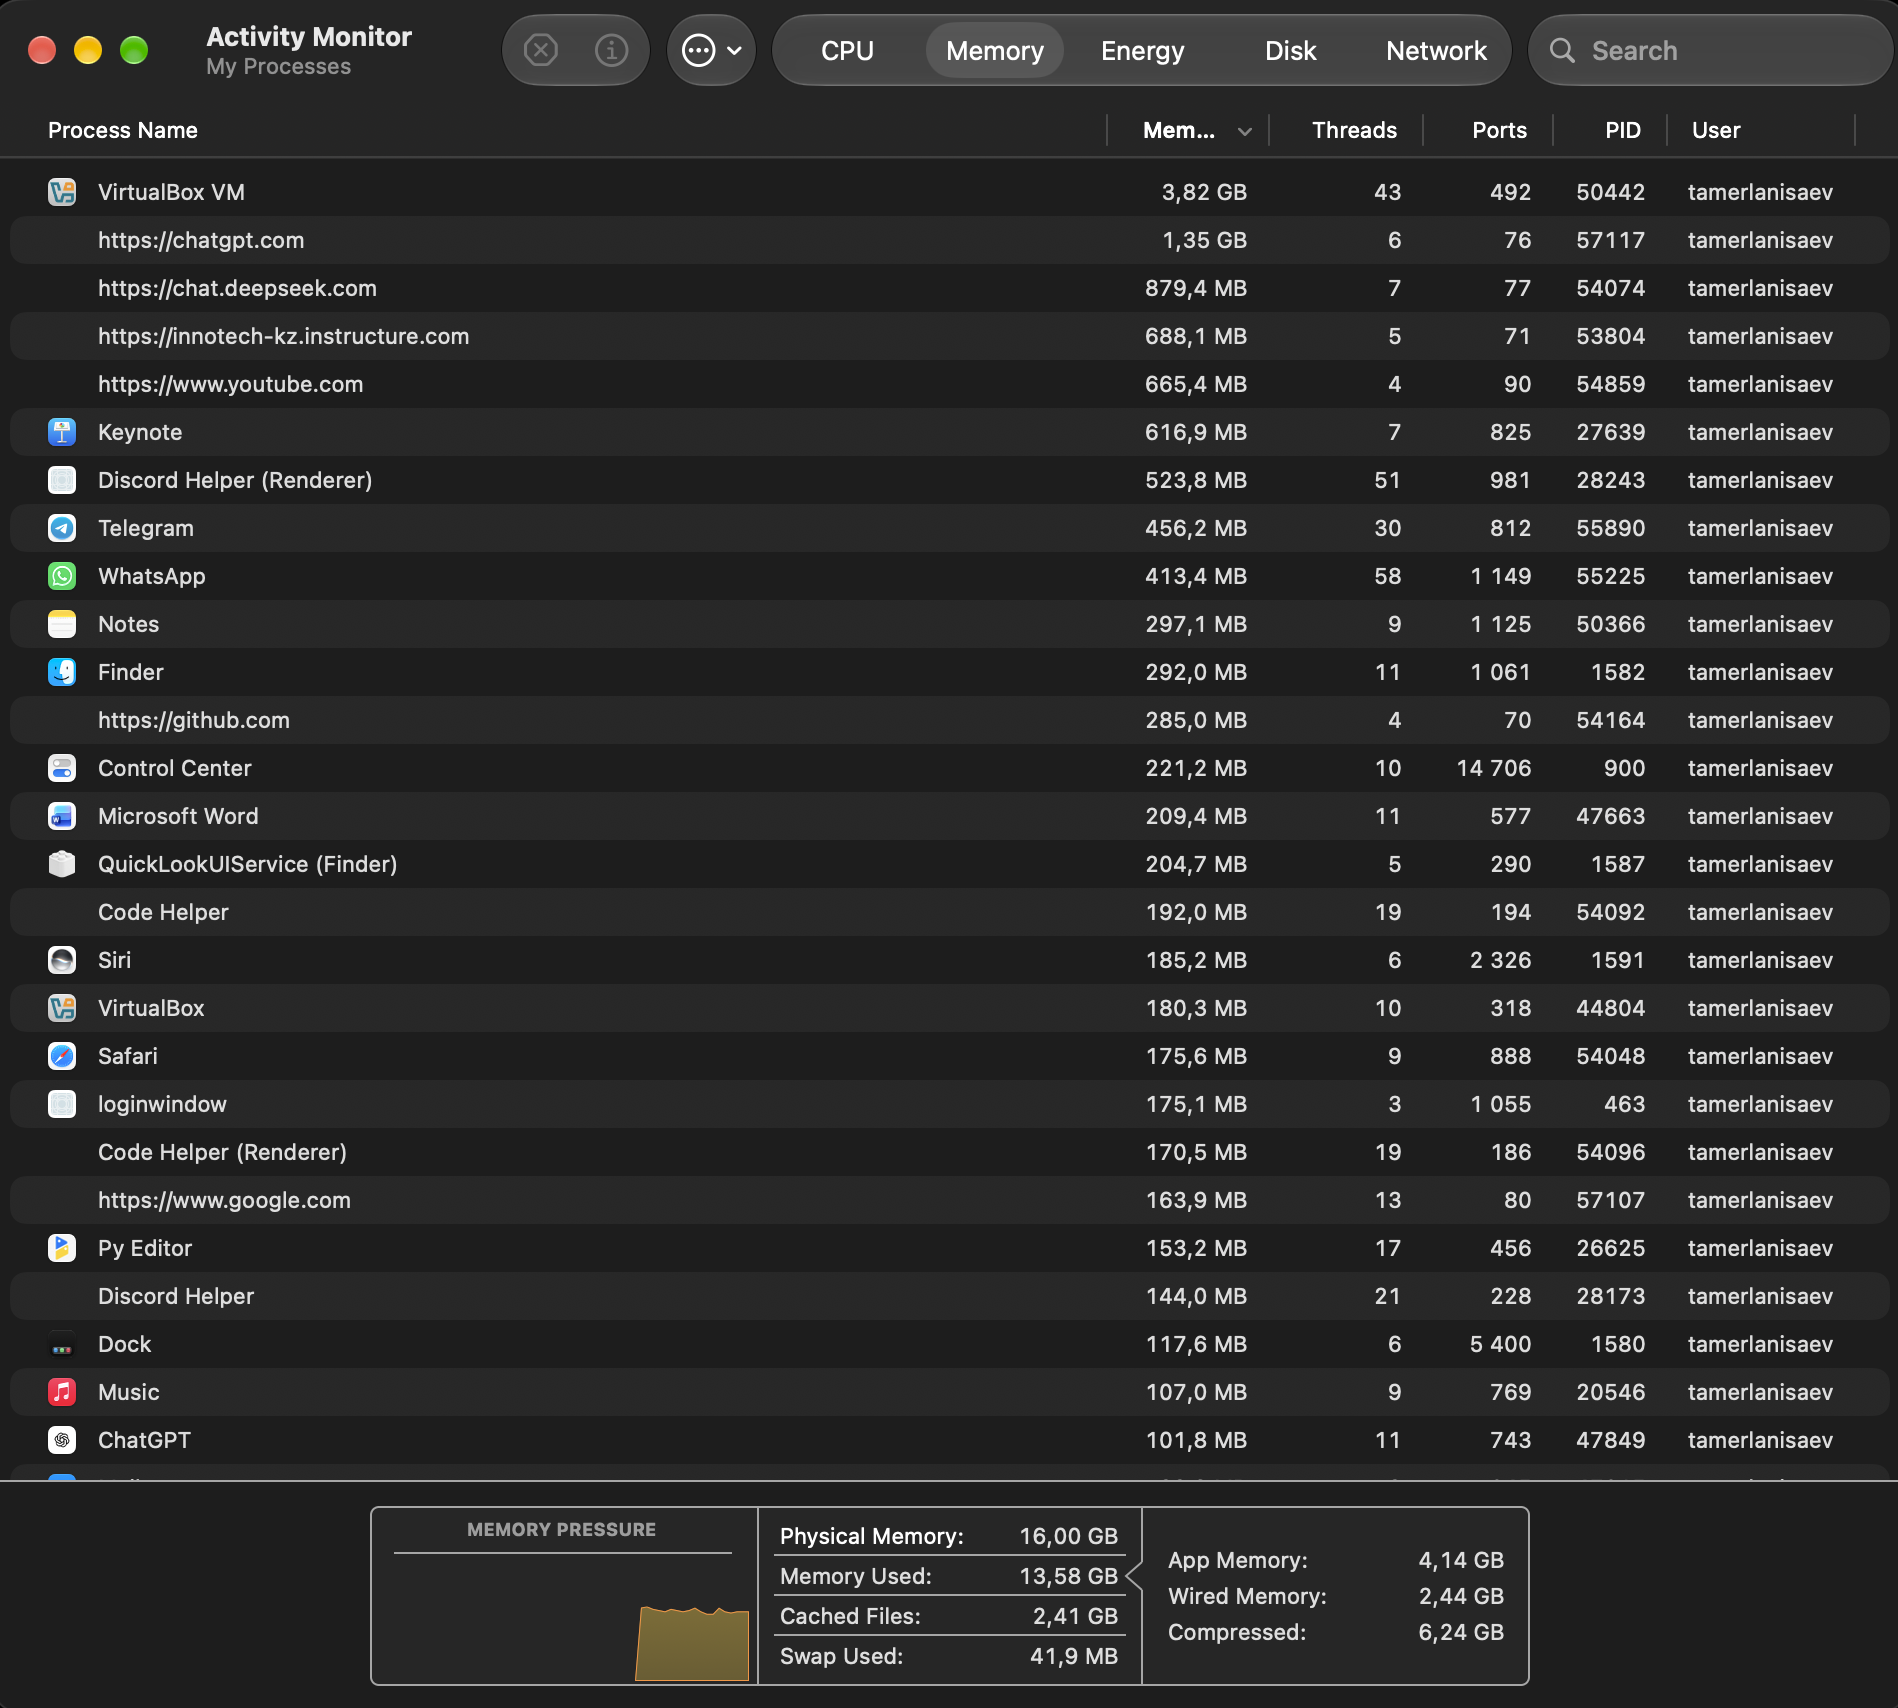 Activity Monitor
My Processes
CPU Memory Energy Disk Network Search
Process Name Mem... Threads Ports PID User
VirtualBox VM 3,82 GB 43 492 50442 tamerlanisaev
https://chatgpt.com 1,35 GB 6 76 57117 tamerlanisaev
https://chat.deepseek.com 879,4 MB 7 77 54074 tamerlanisaev
https://innotech-kz.instructure.com 688,1 MB 5 71 53804 tamerlanisaev
https://www.youtube.com 665,4 MB 4 90 54859 tamerlanisaev
Keynote 616,9 MB 7 825 27639 tamerlanisaev
Discord Helper (Renderer) 523,8 MB 51 981 28243 tamerlanisaev
Telegram 456,2 MB 30 812 55890 tamerlanisaev
WhatsApp 413,4 MB 58 1 149 55225 tamerlanisaev
Notes 297,1 MB 9 1 125 50366 tamerlanisaev
Finder 292,0 MB 11 1 061 1582 tamerlanisaev
https://github.com 285,0 MB 4 70 54164 tamerlanisaev
Control Center 221,2 MB 10 14 706 900 tamerlanisaev
Microsoft Word 209,4 MB 11 577 47663 tamerlanisaev
QuickLookUIService (Finder) 204,7 MB 5 290 1587 tamerlanisaev
Code Helper 192,0 MB 19 194 54092 tamerlanisaev
Siri 185,2 MB 6 2 326 1591 tamerlanisaev
VirtualBox 180,3 MB 10 318 44804 tamerlanisaev
Safari 175,6 MB 9 888 54048 tamerlanisaev
loginwindow 175,1 MB 3 1 055 463 tamerlanisaev
Code Helper (Renderer) 170,5 MB 19 186 54096 tamerlanisaev
https://www.google.com 163,9 MB 13 80 57107 tamerlanisaev
Py Editor 153,2 MB 17 456 26625 tamerlanisaev
Discord Helper 144,0 MB 21 228 28173 tamerlanisaev
Dock 117,6 MB 6 5 400 1580 tamerlanisaev
Music 107,0 MB 9 769 20546 tamerlanisaev
ChatGPT 101,8 MB 11 743 47849 tamerlanisaev
MEMORY PRESSURE
Physical Memory: 16,00 GB
Memory Used: 13,58 GB
Cached Files: 2,41 GB
Swap Used: 41,9 MB
App Memory: 4,14 GB
Wired Memory: 2,44 GB
Compressed: 6,24 GB